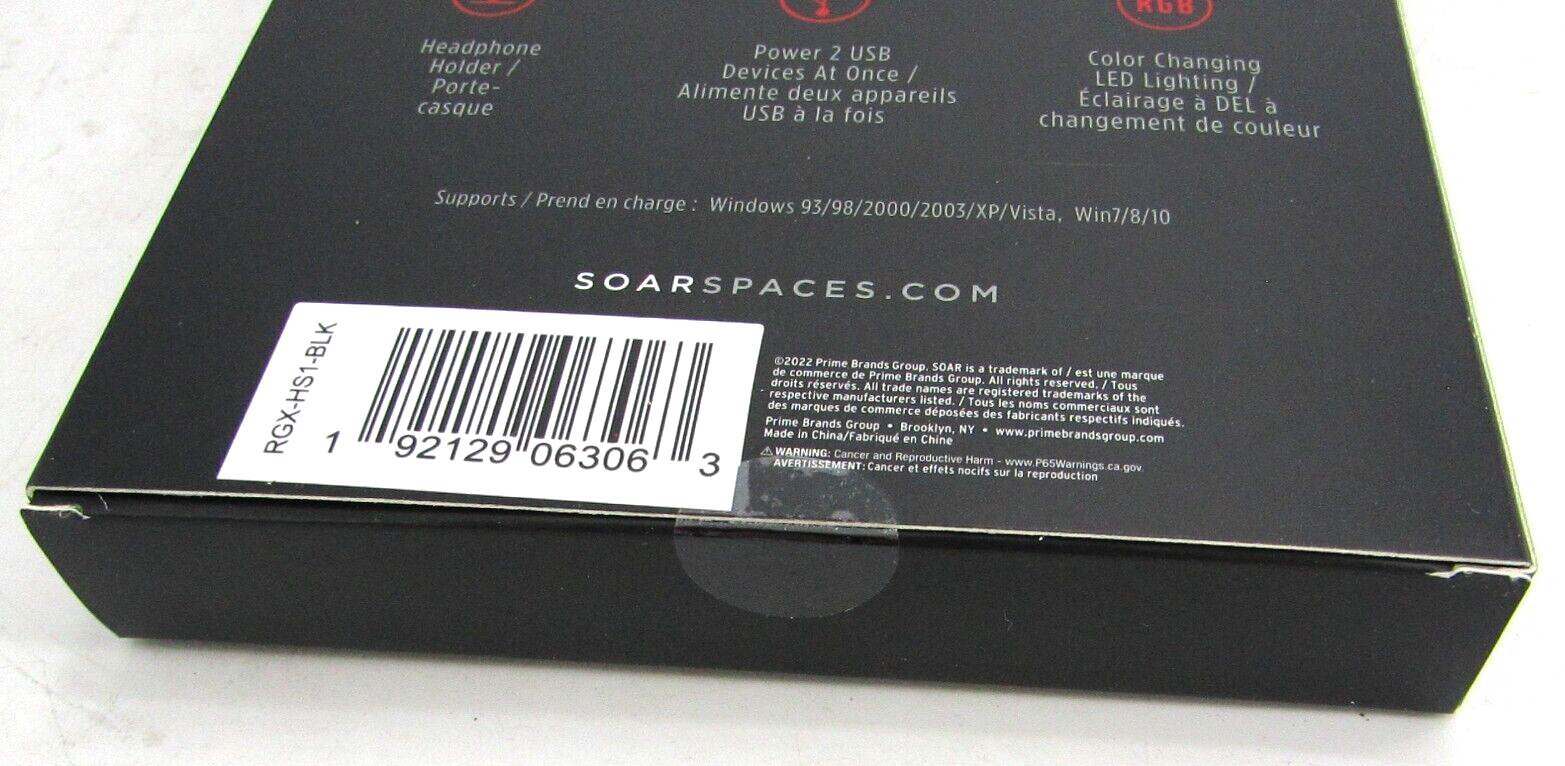 RGB
Headphone
Holder /
Porte-
casque
Power 2 USB
Devices At Once /
Alimente deux appareils
USB à la fois
Color Changing
LED Lighting /
Éclairage à DEL à
changement de couleur
Supports / Prend en charge : Windows 93/98/2000/2003/XP/Vista, Win7/8/10
SOARSPACES.COM
RGX-HS1-BLK
1 92129 06306 3
©2022 Prime Brands Group. SOAR is a trademark of / est une marque
de commerce de Prime Brands Group. All rights reserved. / Tous
droits réservés. All trade names are registered trademarks of the
respective manufacturers listed. / Tous les noms commerciaux sont
des marques de commerce déposées des fabricants respectifs indiqués.
Prime Brands Group • Brooklyn, NY • www.primebrandsgroup.com
Made in China/Fabriqué en Chine
⚠ WARNING: Cancer and Reproductive Harm - www.P65Warnings.ca.gov.
AVERTISSEMENT: Cancer et effets nocifs sur la reproduction